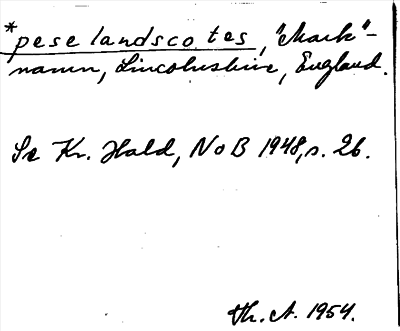 *peselandscotes, "Mark"-
namn, Lincolnshire, England.
Se Kr. Hald, NoB 1948, s. 26.
Th. A. 1954.